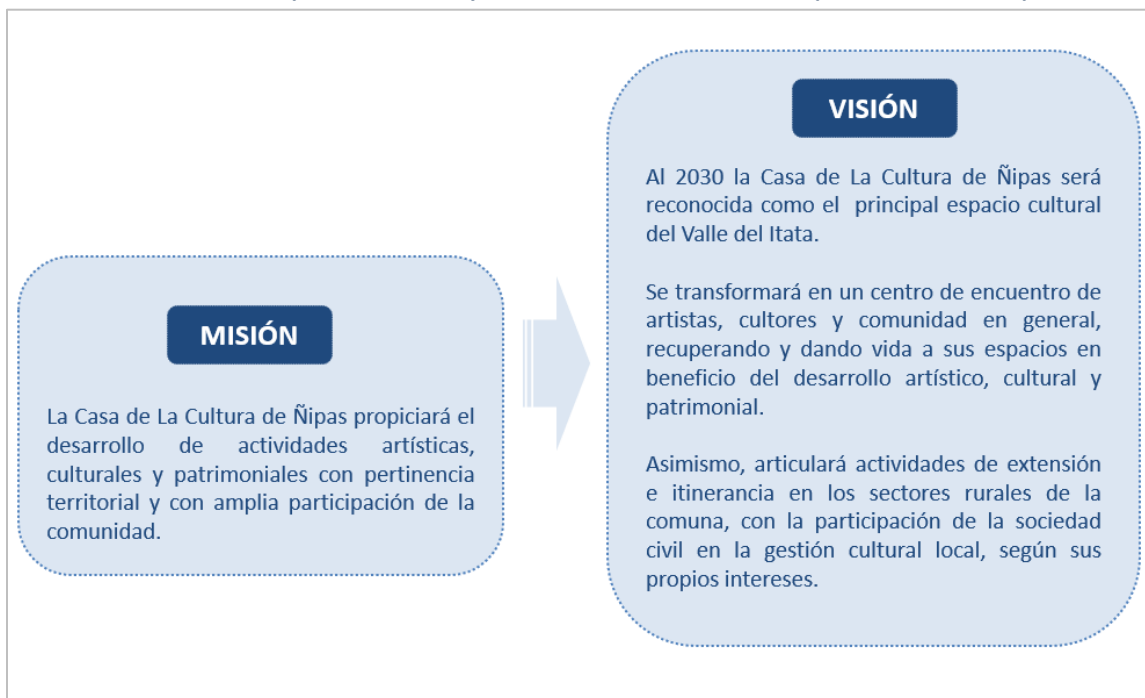 MISIÓN
La Casa de La Cultura de Ñipas propiciará el
desarrollo de actividades artísticas,
culturales y patrimoniales con pertinencia
territorial y con amplia participación de la
comunidad.
VISIÓN
Al 2030 la Casa de La Cultura de Ñipas será
reconocida como el principal espacio cultural
del Valle del Itata.
Se transformará en un centro de encuentro de
artistas, cultores y comunidad en general,
recuperando y dando vida a sus espacios en
beneficio del desarrollo artístico, cultural y
patrimonial.
Asimismo, articulará actividades de extensión
e itinerancia en los sectores rurales de la
comuna, con la participación de la sociedad
civil en la gestión cultural local, según sus
propios intereses.